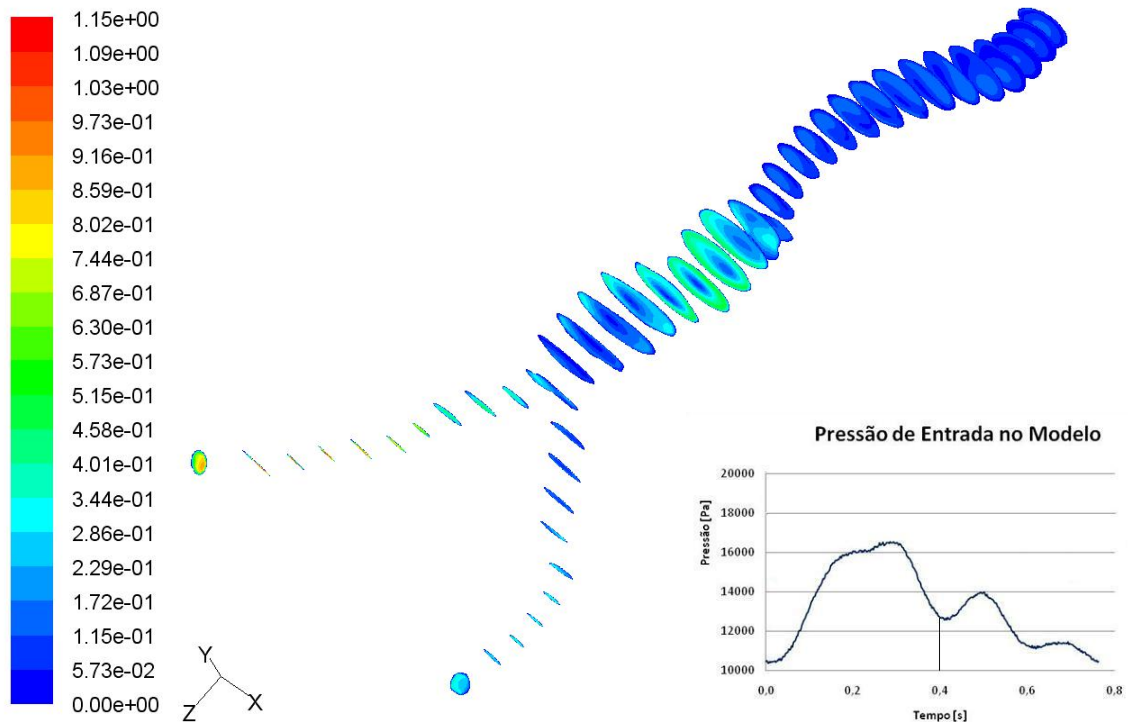 1.15e+00
1.09e+00
1.03e+00
9.73e-01
9.16e-01
8.59e-01
8.02e-01
7.44e-01
6.87e-01
6.30e-01
5.73e-01
5.15e-01
4.58e-01
4.01e-01
3.44e-01
2.86e-01
2.29e-01
1.72e-01
1.15e-01
5.73e-02
0.00e+00
Y
Z
X
Pressão de Entrada no Modelo
Pressão [Pa]
20000
18000
16000
14000
12000
10000
0,0
0,2
0,4
0,6
0,8
Tempo [s]